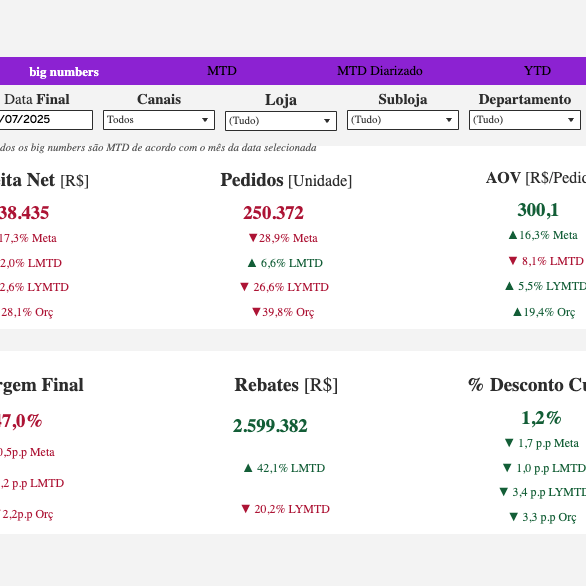 big numbers MTD MTD Diarizado YTD
Data Final Canais Loja Subloja Departamento
/07/2025 Todos (Tudo) (Tudo) (Tudo)
dos os big numbers são MTD de acordo com o mês da data selecionada
ita Net [R$] Pedidos [Unidade] AOV [R$/Pedid
38.435 250.372 300,1
17,3% Meta ▼28,9% Meta ▲16,3% Meta
2,0% LMTD ▲ 6,6% LMTD ▼ 8,1% LMTD
2,6% LYMTD ▼ 26,6% LYMTD ▲ 5,5% LYMTD
28,1% Orç ▼39,8% Orç ▲19,4% Orç
rgem Final Rebates [R$] % Desconto Cu
47,0% 2.599.382 1,2%
0,5p.p Meta ▼ 1,7 p.p Meta
,2 p.p LMTD ▲ 42,1% LMTD ▼ 1,0 p.p LMTD
2,2p.p Orç ▼ 20,2% LYMTD ▼ 3,4 p.p LYMTD
▼ 3,3 p.p Orç